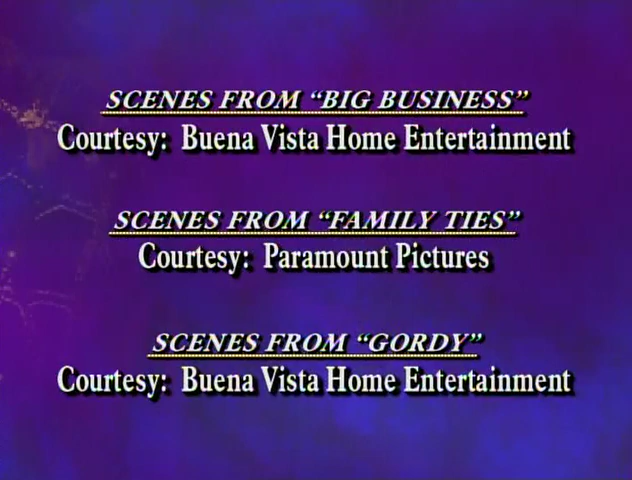 SCENES FROM “BIG BUSINESS”
Courtesy: Buena Vista Home Entertainment
SCENES FROM “FAMILY TIES”
Courtesy: Paramount Pictures
SCENES FROM “GORDY”
Courtesy: Buena Vista Home Entertainment